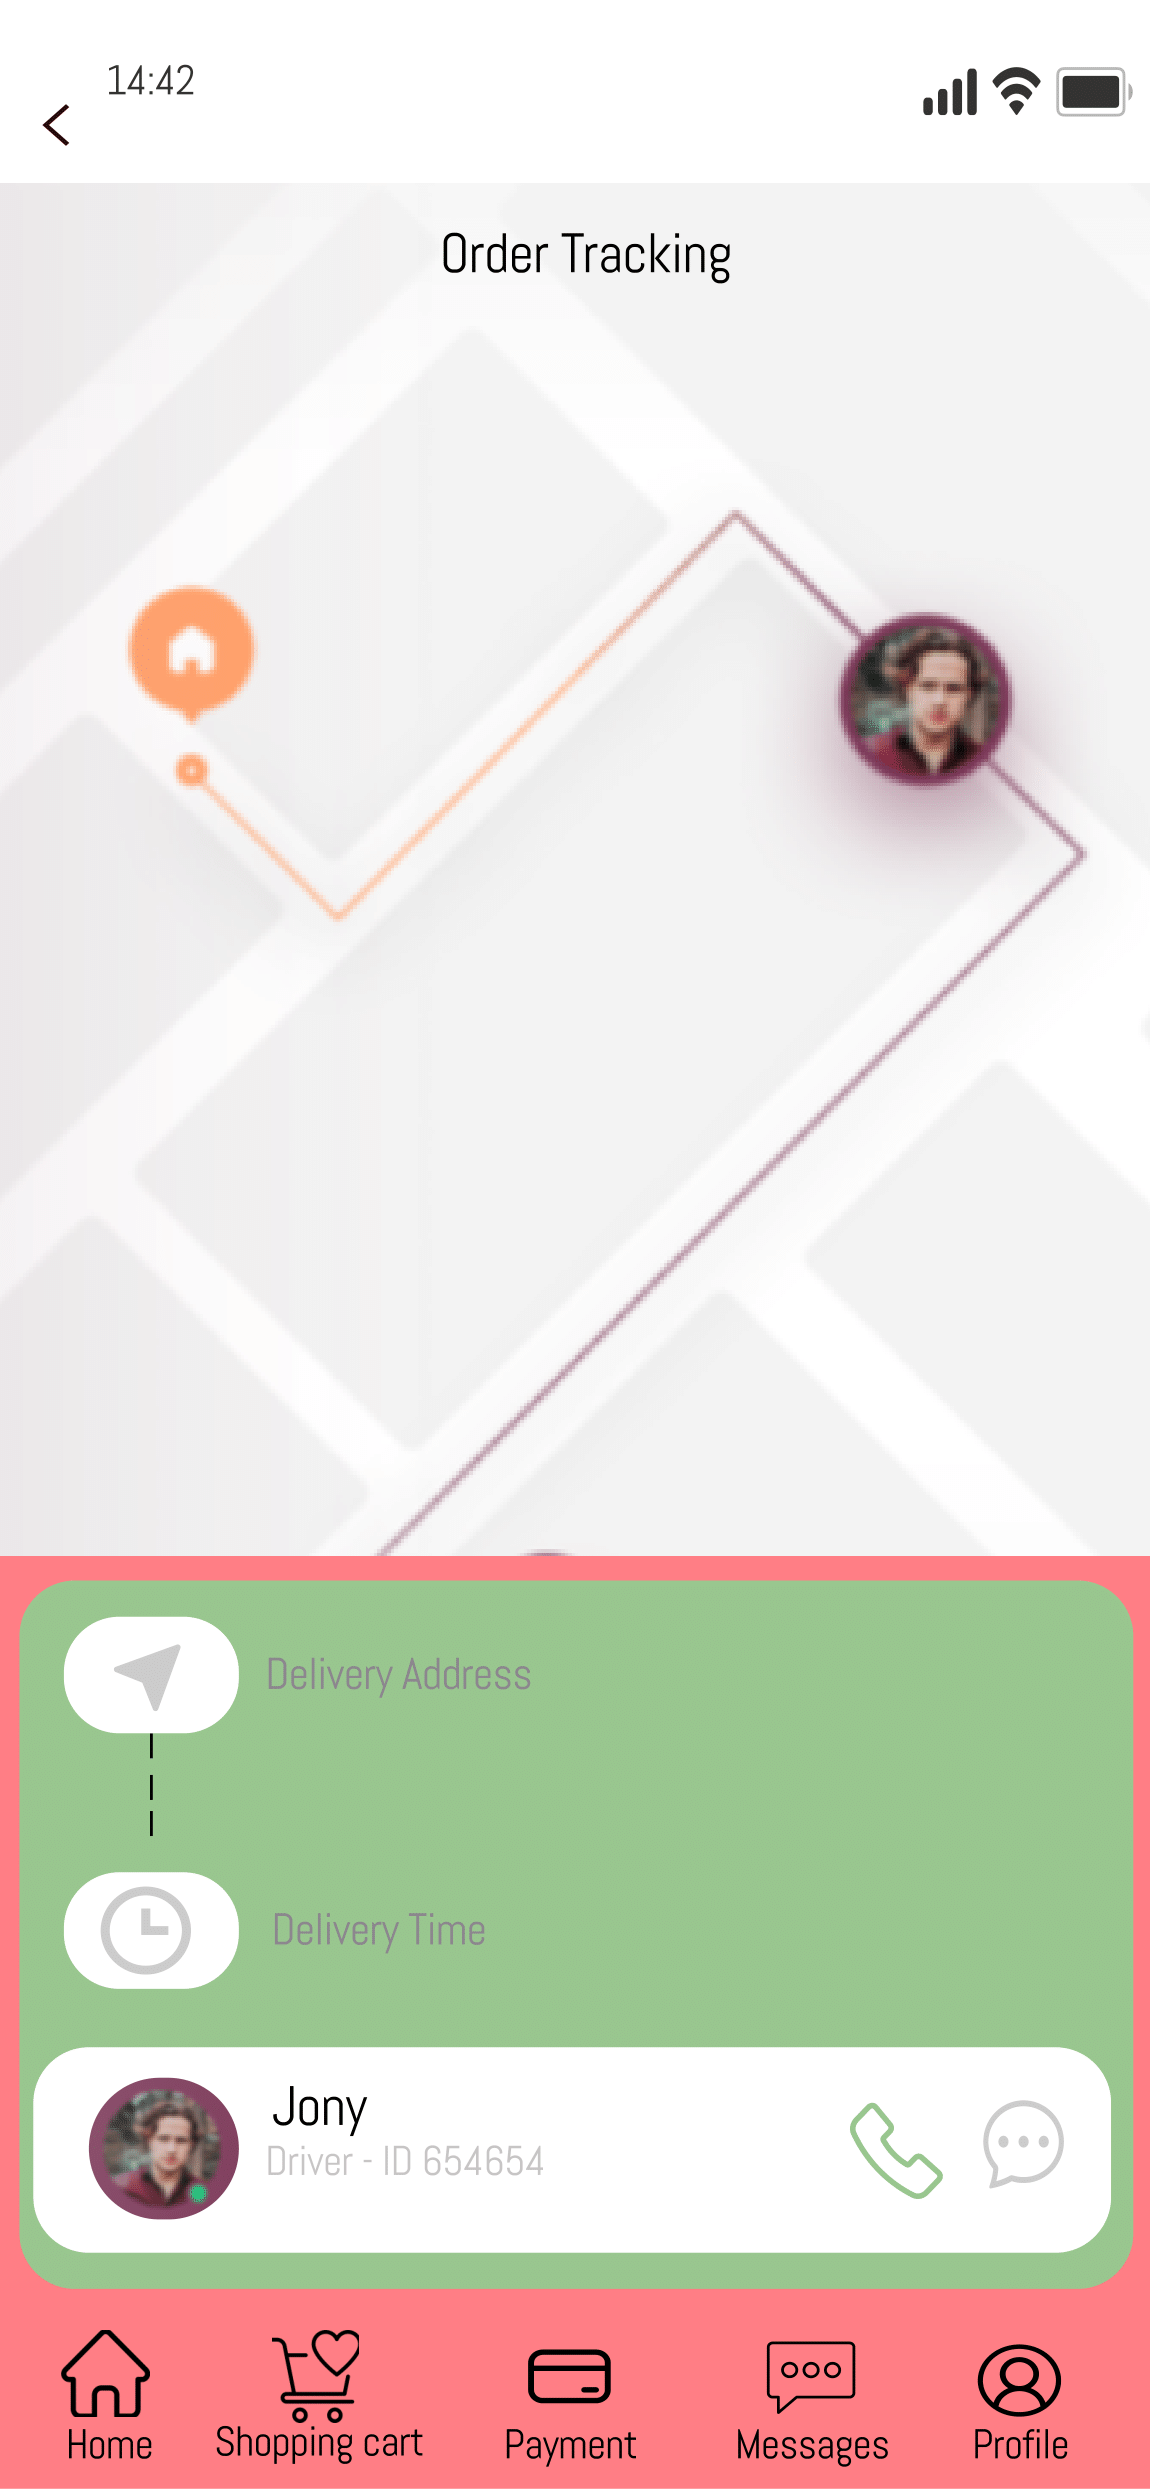 14:42
Order Tracking
Delivery Address
Delivery Time
Jony
Driver - ID 654654
Home
Shopping cart
Payment
Messages
Profile